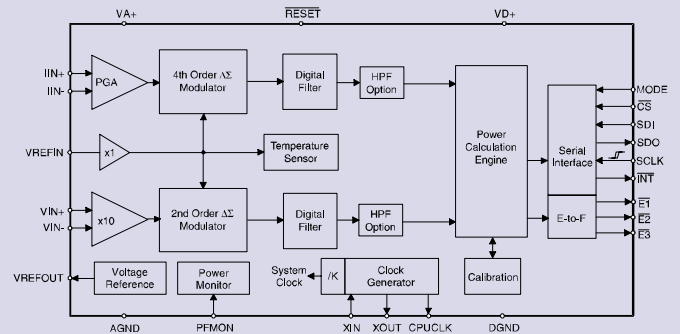 VA+
RESET
VD+
IIN+
IIN-
PGA
4th Order ΔΣ
Modulator
Digital
Filter
HPF
Option
VREFIN
x1
Temperature
Sensor
Power
Calculation
Engine
Serial
Interface
MODE
CS
SDI
SDO
SCLK
INT
VIN+
VIN-
x10
2nd Order ΔΣ
Modulator
Digital
Filter
HPF
Option
E-to-F
E1
E2
E3
VREFOUT
Voltage
Reference
Power
Monitor
System
Clock
/K
Clock
Generator
Calibration
AGND
PFMON
XIN
XOUT
CPUCLK
DGND